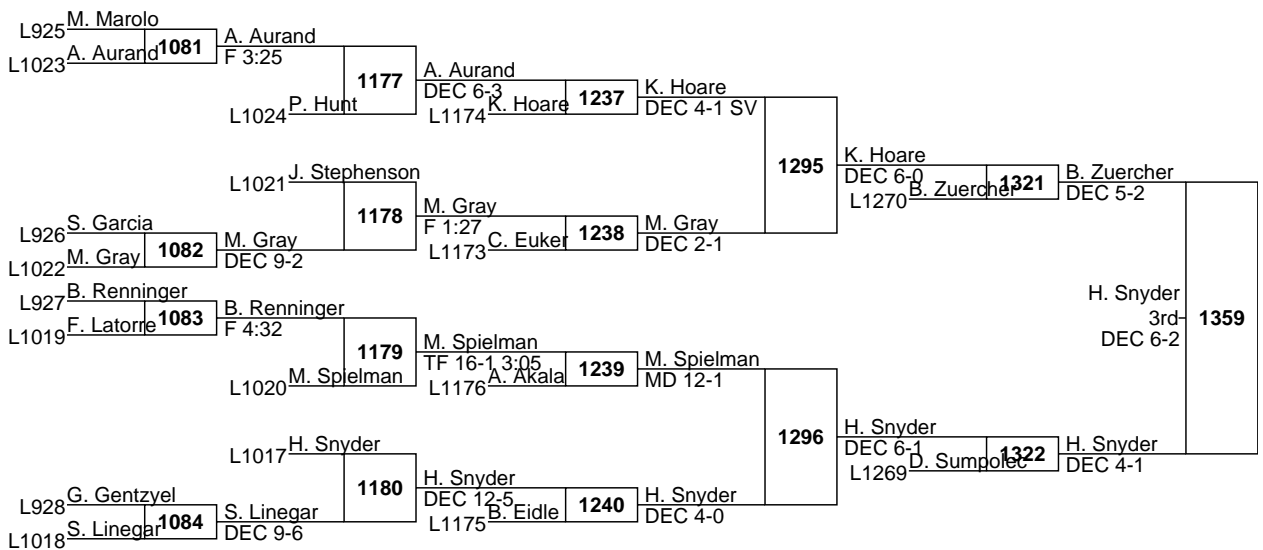 M. Marolo
L925
1081
A. Aurand
L1023
A. Aurand
F 3:25
1177
P. Hunt
L1024
A. Aurand
DEC 6-3
1237
K. Hoare
L1174
K. Hoare
DEC 4-1 SV
1295
J. Stephenson
L1021
1178
S. Garcia
L926
1082
M. Gray
L1022
M. Gray
DEC 9-2
M. Gray
F 1:27
1238
C. Euker
L1173
M. Gray
DEC 2-1
K. Hoare
DEC 6-0
1321
B. Zuercher
L1270
B. Zuercher
DEC 5-2
B. Renninger
L927
1083
F. Latorre
L1019
B. Renninger
F 4:32
1179
M. Spielman
L1020
M. Spielman
TF 16-1 3:05
1239
A. Akala
L1176
M. Spielman
MD 12-1
1296
H. Snyder
L1017
1180
G. Gentzyel
L928
1084
S. Linegar
L1018
S. Linegar
DEC 9-6
H. Snyder
DEC 12-5
1240
B. Eidle
L1175
H. Snyder
DEC 4-0
H. Snyder
DEC 6-1
1322
D. Sumpolec
L1269
H. Snyder
DEC 4-1
H. Snyder
3rd
DEC 6-2
1359